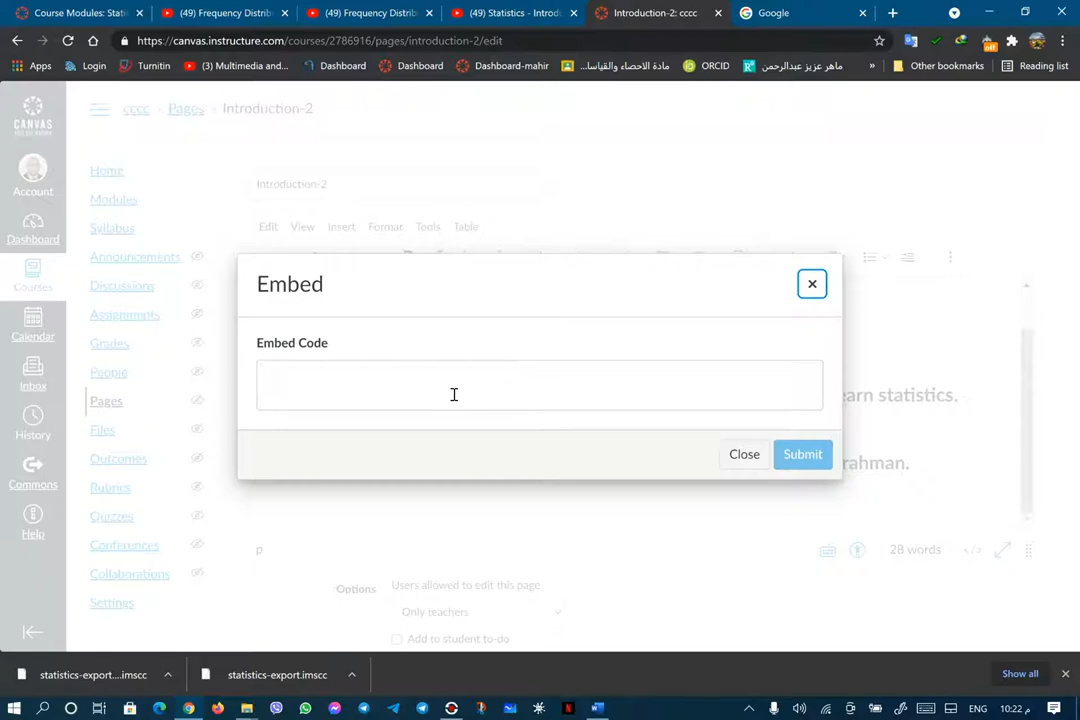 Course Modules: Stati
(49) Frequency Distrib
(49) Frequency Distrib
(49) Statistics - Introdu
Introduction-2: cccc
Google
https://canvas.instructure.com/courses/2786916/pages/introduction-2/edit
Apps
Login
Turnitin
(3) Multimedia and...
Dashboard
Dashboard
Dashboard-mahir
مادة الاحصاء والقياسا...
ORCID
ماهر عزيز عبدالرحمن
»
Other bookmarks
Reading list
off
CANVAS
Account
Dashboard
Courses
Calendar
Inbox
History
Commons
Help
cccc
Pages
Introduction-2
Home
Modules
Syllabus
Announcements
Discussions
Assignments
Grades
People
Pages
Files
Outcomes
Rubrics
Quizzes
Conferences
Collaborations
Settings
Introduction-2
Edit
View
Insert
Format
Tools
Table
Embed
Embed Code
Close
Submit
earn statistics.
rahman.
p
28 words
</>
Options
Users allowed to edit this page
Only teachers
Add to student to-do
statistics-export....imscc
statistics-export.imscc
Show all
ENG
10:22 م